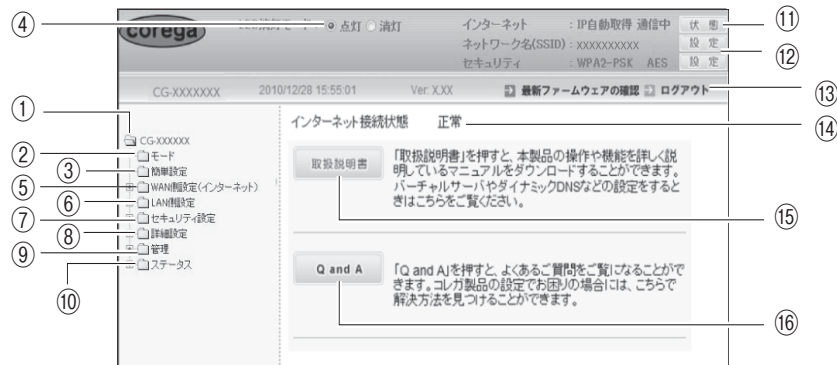 corega
LED消灯モード : 点灯 消灯
インターネット : IP自動取得 通信中 状 態
ネットワーク名(SSID) : XXXXXXXXXX 設 定
セキュリティ : WPA2-PSK AES 設 定
CG-XXXXXXX 2010/12/28 15:55:01 Ver: X.XX 最新ファームウェアの確認 ログアウト
インターネット接続状態 正常
CG-XXXXXX
モード
簡単設定
WAN側設定(インターネット)
LAN側設定
セキュリティ設定
詳細設定
管理
ステータス
取扱説明書
「取扱説明書」を押すと、本製品の操作や機能を詳しく説
明しているマニュアルをダウンロードすることができます。
バーチャルサーバやダイナミックDNSなどの設定をすると
きはこちらをご覧ください。
Q and A
「Q and A」を押すと、よくあるご質問をご覧になることがで
きます。コレガ製品の設定でお困りの場合には、こちらで
解決方法を見つけることができます。
①
②
③
④
⑤
⑥
⑦
⑧
⑨
⑩
⑪
⑫
⑬
⑭
⑮
⑯